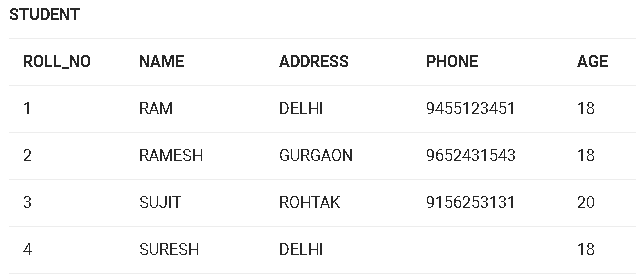 STUDENT
ROLL_NO NAME ADDRESS PHONE AGE
1 RAM DELHI 9455123451 18
2 RAMESH GURGAON 9652431543 18
3 SUJIT ROHTAK 9156253131 20
4 SURESH DELHI 18